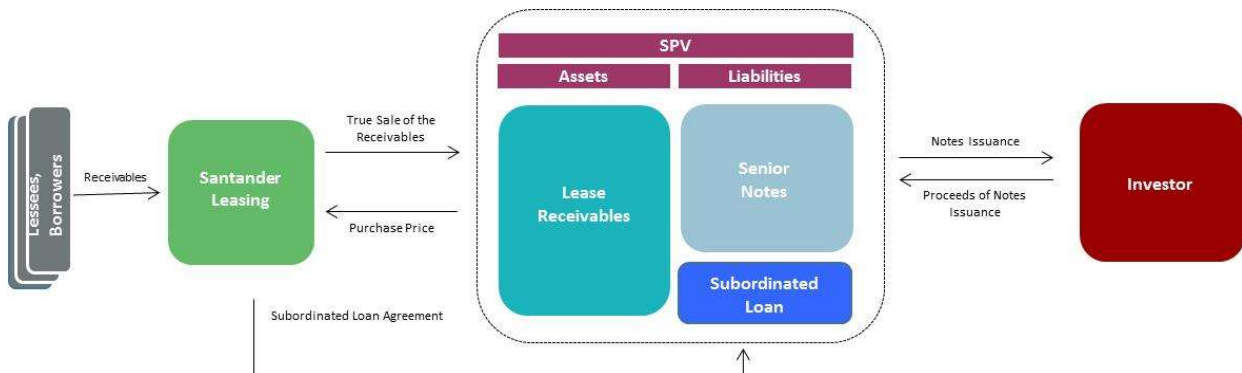 SPV
Assets
Liabilities
Lessees,
Borrowers
Receivables
Santander
Leasing
True Sale of the
Receivables
Purchase Price
Lease
Receivables
Senior
Notes
Subordinated
Loan
Notes Issuance
Proceeds of Notes
Issuance
Investor
Subordinated Loan Agreement